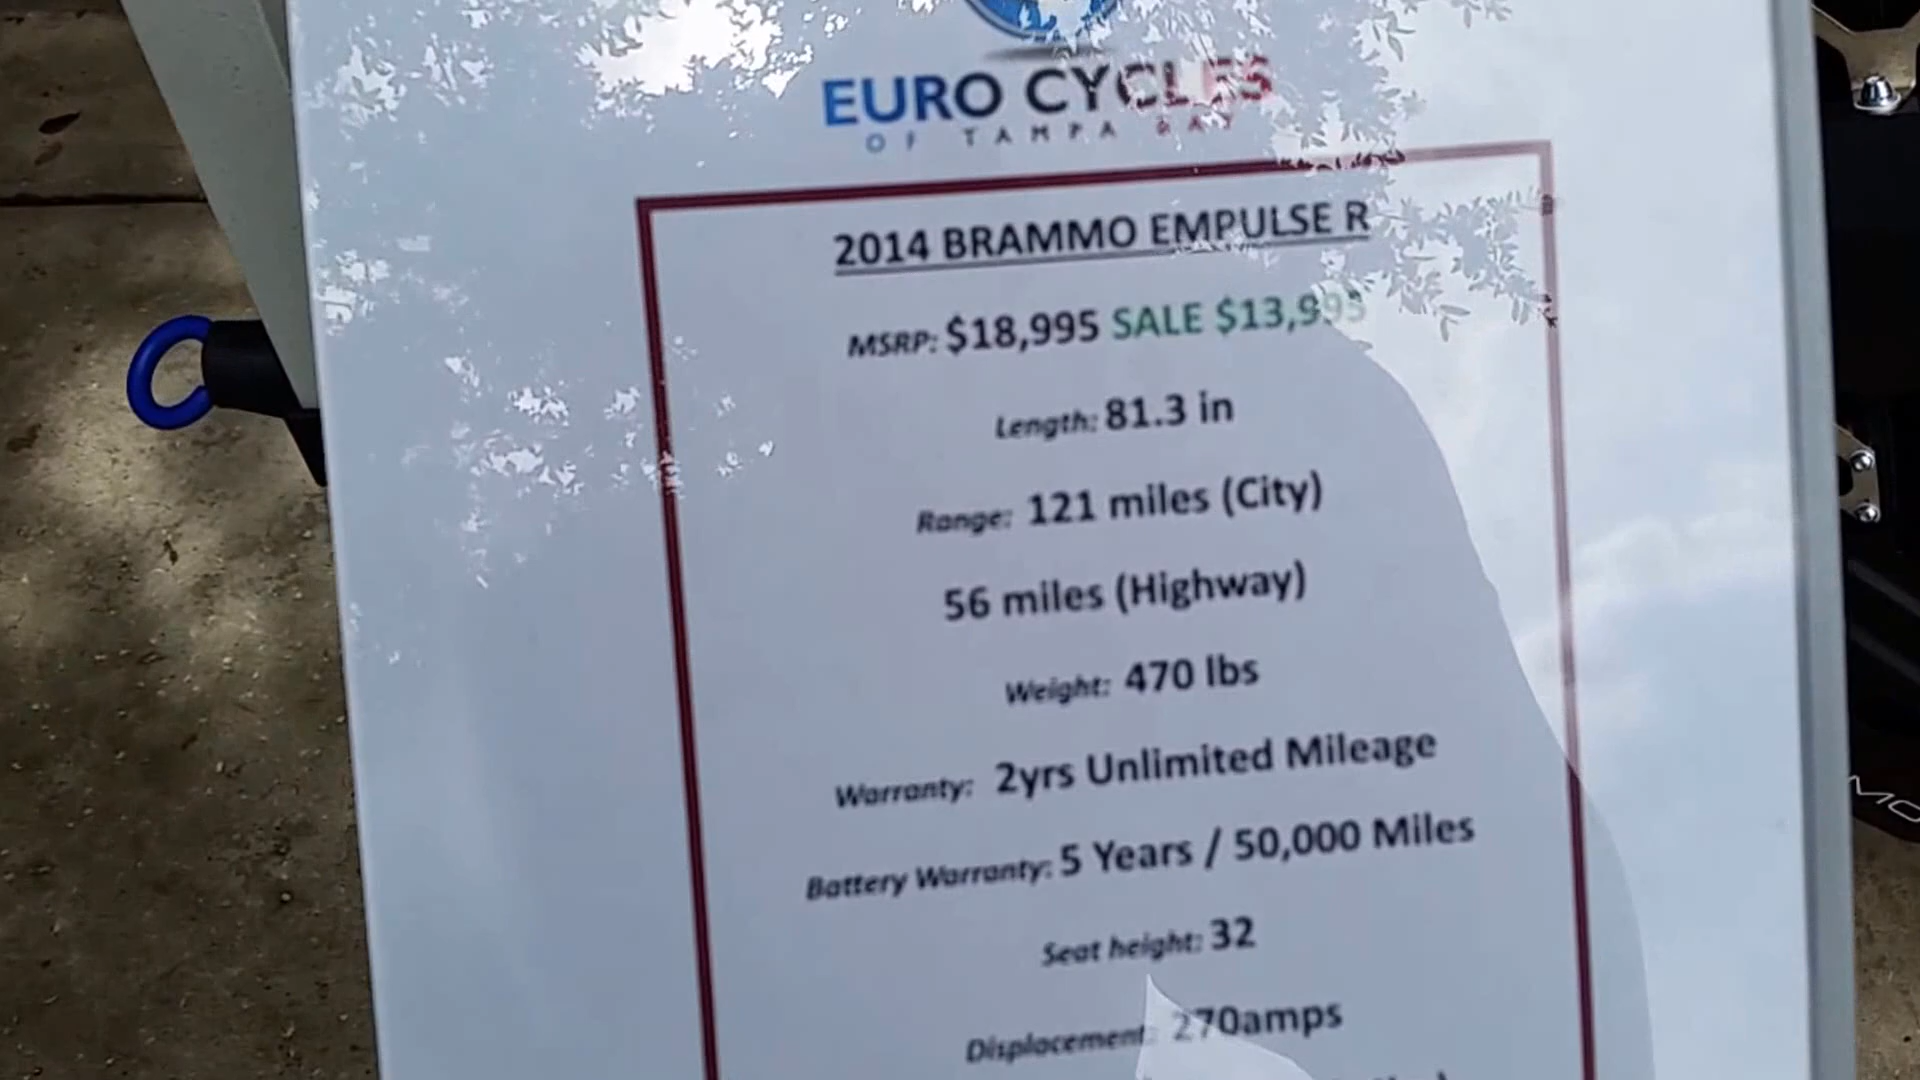 EURO CYCLES
OF TAMPA BAY
2014 BRAMMO EMPULSE R
MSRP: $18,995 SALE $13,995
Length: 81.3 in
Range: 121 miles (City)
56 miles (Highway)
Weight: 470 lbs
Warranty: 2yrs Unlimited Mileage
Battery Warranty: 5 Years / 50,000 Miles
Seat height: 32
Displacement: 270amps